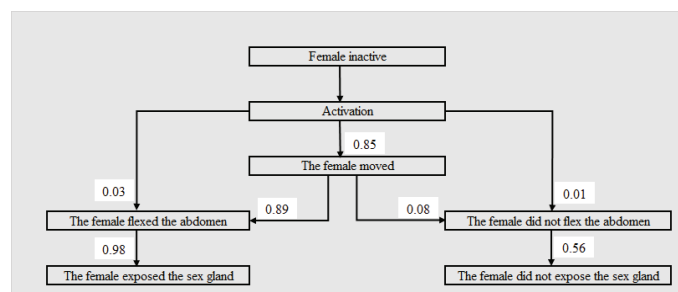 Female inactive
Activation
0.85
The female moved
0.03
0.89
0.08
0.01
The female flexed the abdomen
The female did not flex the abdomen
0.98
0.56
The female exposed the sex gland
The female did not expose the sex gland